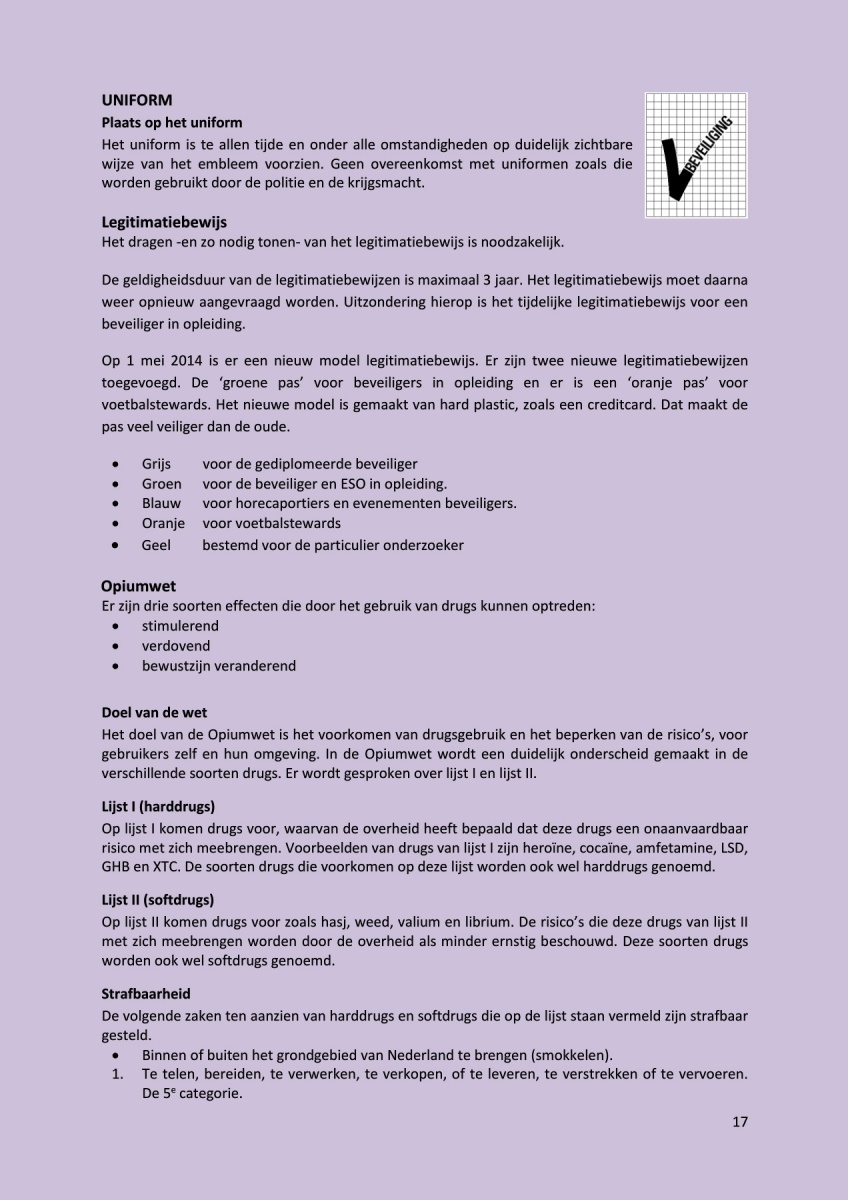 UNIFORM
Plaats op het uniform
Het uniform is te allen tijde en onder alle omstandigheden op duidelijk zichtbare
wijze van het embleem voorzien. Geen overeenkomst met uniformen zoals die
worden gebruikt door de politie en de krijgsmacht.
V BEVEILIGING
Legitimatiebewijs
Het dragen -en zo nodig tonen- van het legitimatiebewijs is noodzakelijk.
De geldigheidsduur van de legitimatiebewijzen is maximaal 3 jaar. Het legitimatiebewijs moet daarna
weer opnieuw aangevraagd worden. Uitzondering hierop is het tijdelijke legitimatiebewijs voor een
beveiliger in opleiding.
Op 1 mei 2014 is er een nieuw model legitimatiebewijs. Er zijn twee nieuwe legitimatiebewijzen
toegevoegd. De ‘groene pas’ voor beveiligers in opleiding en er is een ‘oranje pas’ voor
voetbalstewards. Het nieuwe model is gemaakt van hard plastic, zoals een creditcard. Dat maakt de
pas veel veiliger dan de oude.
• Grijs voor de gediplomeerde beveiliger
• Groen voor de beveiliger en ESO in opleiding.
• Blauw voor horecaportiers en evenementen beveiligers.
• Oranje voor voetbalstewards
• Geel bestemd voor de particulier onderzoeker
Opiumwet
Er zijn drie soorten effecten die door het gebruik van drugs kunnen optreden:
• stimulerend
• verdovend
• bewustzijn veranderend
Doel van de wet
Het doel van de Opiumwet is het voorkomen van drugsgebruik en het beperken van de risico’s, voor
gebruikers zelf en hun omgeving. In de Opiumwet wordt een duidelijk onderscheid gemaakt in de
verschillende soorten drugs. Er wordt gesproken over lijst I en lijst II.
Lijst I (harddrugs)
Op lijst I komen drugs voor, waarvan de overheid heeft bepaald dat deze drugs een onaanvaardbaar
risico met zich meebrengen. Voorbeelden van drugs van lijst I zijn heroïne, cocaïne, amfetamine, LSD,
GHB en XTC. De soorten drugs die voorkomen op deze lijst worden ook wel harddrugs genoemd.
Lijst II (softdrugs)
Op lijst II komen drugs voor zoals hasj, weed, valium en librium. De risico’s die deze drugs van lijst II
met zich meebrengen worden door de overheid als minder ernstig beschouwd. Deze soorten drugs
worden ook wel softdrugs genoemd.
Strafbaarheid
De volgende zaken ten aanzien van harddrugs en softdrugs die op de lijst staan vermeld zijn strafbaar
gesteld.
• Binnen of buiten het grondgebied van Nederland te brengen (smokkelen).
1. Te telen, bereiden, te verwerken, te verkopen, of te leveren, te verstrekken of te vervoeren.
De 5e categorie.
17